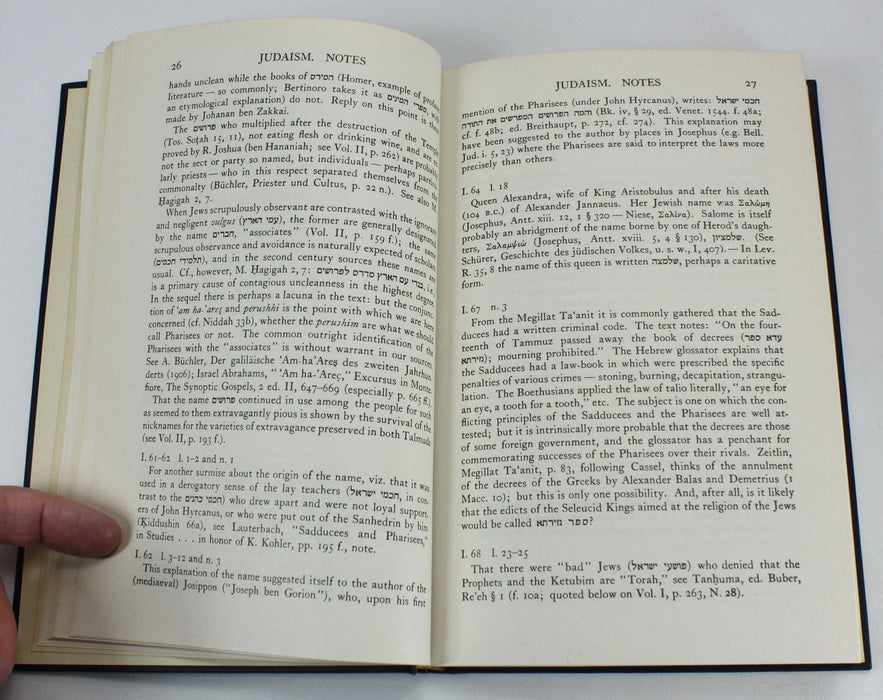 26
JUDAISM. NOTES
hands unclean while the books of המירס (Homer, example of profane
literature — so commonly; Bertinoro takes it as ספרי המינים, with
an etymological explanation) do not. Reply on this point is then
made by Johanan ben Zakkai.
The פרושים who multiplied after the destruction of the Temple
(Tos. Soṭah 15, 11), not eating flesh or drinking wine, and are re
proved by R. Joshua (ben Hananiah; see Vol. II, p. 262) are probably
not the sect or party so named, but individuals — perhaps particu
larly priests — who in this respect separated themselves from the
commonalty (Büchler, Priester und Cultus, p. 22 n.). See also M.
Ḥagigah 2, 7.
When Jews scrupulously observant are contrasted with the ignorant
and negligent vulgus (עמי הארץ), the former are generally designated
by the name חברים, "associates" (Vol. II, p. 159 f.); the same
scrupulous observance and avoidance is naturally expected of scholars
(תלמידי חכמים), and in the second century sources these names are
usual. Cf., however, M. Ḥagigah 2, 7: בגדי עם הארץ מדרס לפרושים, i.e.,
is a primary cause of contagious uncleanness in the highest degree.
In the sequel there is perhaps a lacuna in the text: but the conjunc-
tion of 'am ha-'areṣ and perushhi is the point with which we are here
concerned (cf. Niddah 33b), whether the perushim are what we should
call Pharisees or not. The common outright identification of the
Pharisees with the "associates" is without warrant in our sources.
See A. Büchler, Der galiläische 'Am-ha'Areṣ des zweiten Jahrhun-
derts (1906); Israel Abrahams, "'Am ha-'Areṣ," Excursus in Monte-
fiore, The Synoptic Gospels, 2 ed. II, 647–669 (especially p. 665 ff.).
That the name פרושים continued in use among the people for such
as seemed to them extravagantly pious is shown by the survival of the
nicknames for the varieties of extravagance preserved in both Talmuds
(see Vol. II, p. 193 f.).
I. 61–62 l. 1–2 and n. 1
For another surmise about the origin of the name, viz. that it was
used in a derogatory sense of the lay teachers (חכמי ישראל, in con-
trast to the חכמי כהנים) who drew apart and were not loyal support-
ers of John Hyrcanus, or who were put out of the Sanhedrin by him
(Ḳiddushin 66a), see Lauterbach, "Sadducees and Pharisees,"
in Studies . . . in honor of K. Kohler, pp. 195 f., note.
I. 62 l. 3–12 and n. 3
This explanation of the name suggested itself to the author of the
(mediaeval) Josippon ("Joseph ben Gorion"), who, upon his first
JUDAISM. NOTES
27
mention of the Pharisees (under John Hyrcanus), writes: חכמי ישראל
והמה הפרושים המפרשים את התורה (Bk. iv, § 29, ed. Venet. 1544. f. 48a;
cf. f. 48b; ed. Breithaupt, p. 272, cf. 274). This explanation may
have been suggested to the author by places in Josephus (e.g. Bell.
Jud. i. 5, 23) where the Pharisees are said to interpret the laws more
precisely than others.
I. 64 l. 18
Queen Alexandra, wife of King Aristobulus and after his death
(104 B.C.) of Alexander Jannaeus. Her Jewish name was Σαλώμη
(Josephus, Antt. xiii. 12, 1 § 320 — Niese, Σαλίνα). Salome is itself
probably an abridgment of the name borne by one of Herod's daugh-
ters, Σαλαμψιώ (Josephus, Antt. xviii. 5, 4 § 130), שלמציון. (See
Schürer, Geschichte des jüdischen Volkes, u. s. w., I, 407). — In Lev.
R. 35, 8 the name of this queen is written שלמצה, perhaps a caritative
form.
I. 67 n. 3
From the Megillat Ta'anit it is commonly gathered that the Sad-
ducees had a written criminal code. The text notes: "On the four-
teenth of Tammuz passed away the book of decrees (עדא ספר
גזירתא); mourning prohibited." The Hebrew glossator explains that
the Sadducees had a law-book in which were prescribed the specific
penalties of various crimes — stoning, burning, decapitation, strangu-
lation. The Boethusians applied the law of talio literally, "an eye for
an eye, a tooth for a tooth," etc. The subject is one on which the con-
flicting principles of the Sadducees and the Pharisees are well at-
tested; but it is intrinsically more probable that the decrees are those
of some foreign government, and the glossator has a penchant for
commemorating successes of the Pharisees over their rivals. Zeitlin,
Megillat Ta'anit, p. 83, following Cassel, thinks of the annulment
of the decrees of the Greeks by Alexander Balas and Demetrius (1
Macc. 10); but this is only one possibility. And, after all, is it likely
that the edicts of the Seleucid Kings aimed at the religion of the Jews
would be called ספר גזירתא?
I. 68 l. 23–25
That there were "bad" Jews (פושעי ישראל) who denied that the
Prophets and the Ketubim are "Torah," see Tanḥuma, ed. Buber,
Re'eh § 1 (f. 10a; quoted below on Vol. I, p. 263, N. 28).